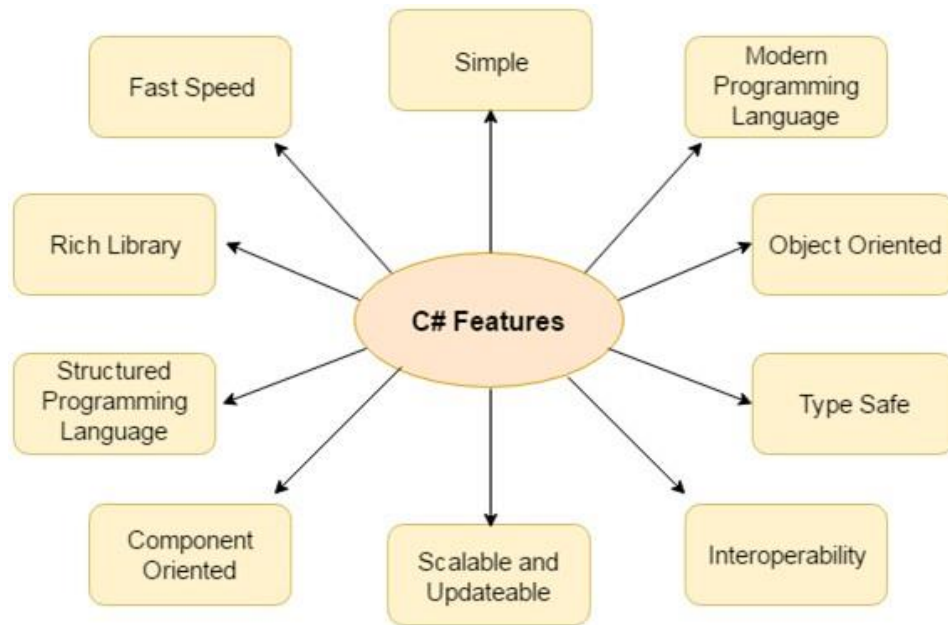 Simple
Modern
Programming
Language
Fast Speed
Rich Library
Object Oriented
C# Features
Structured
Programming
Language
Type Safe
Component
Oriented
Scalable and
Updateable
Interoperability